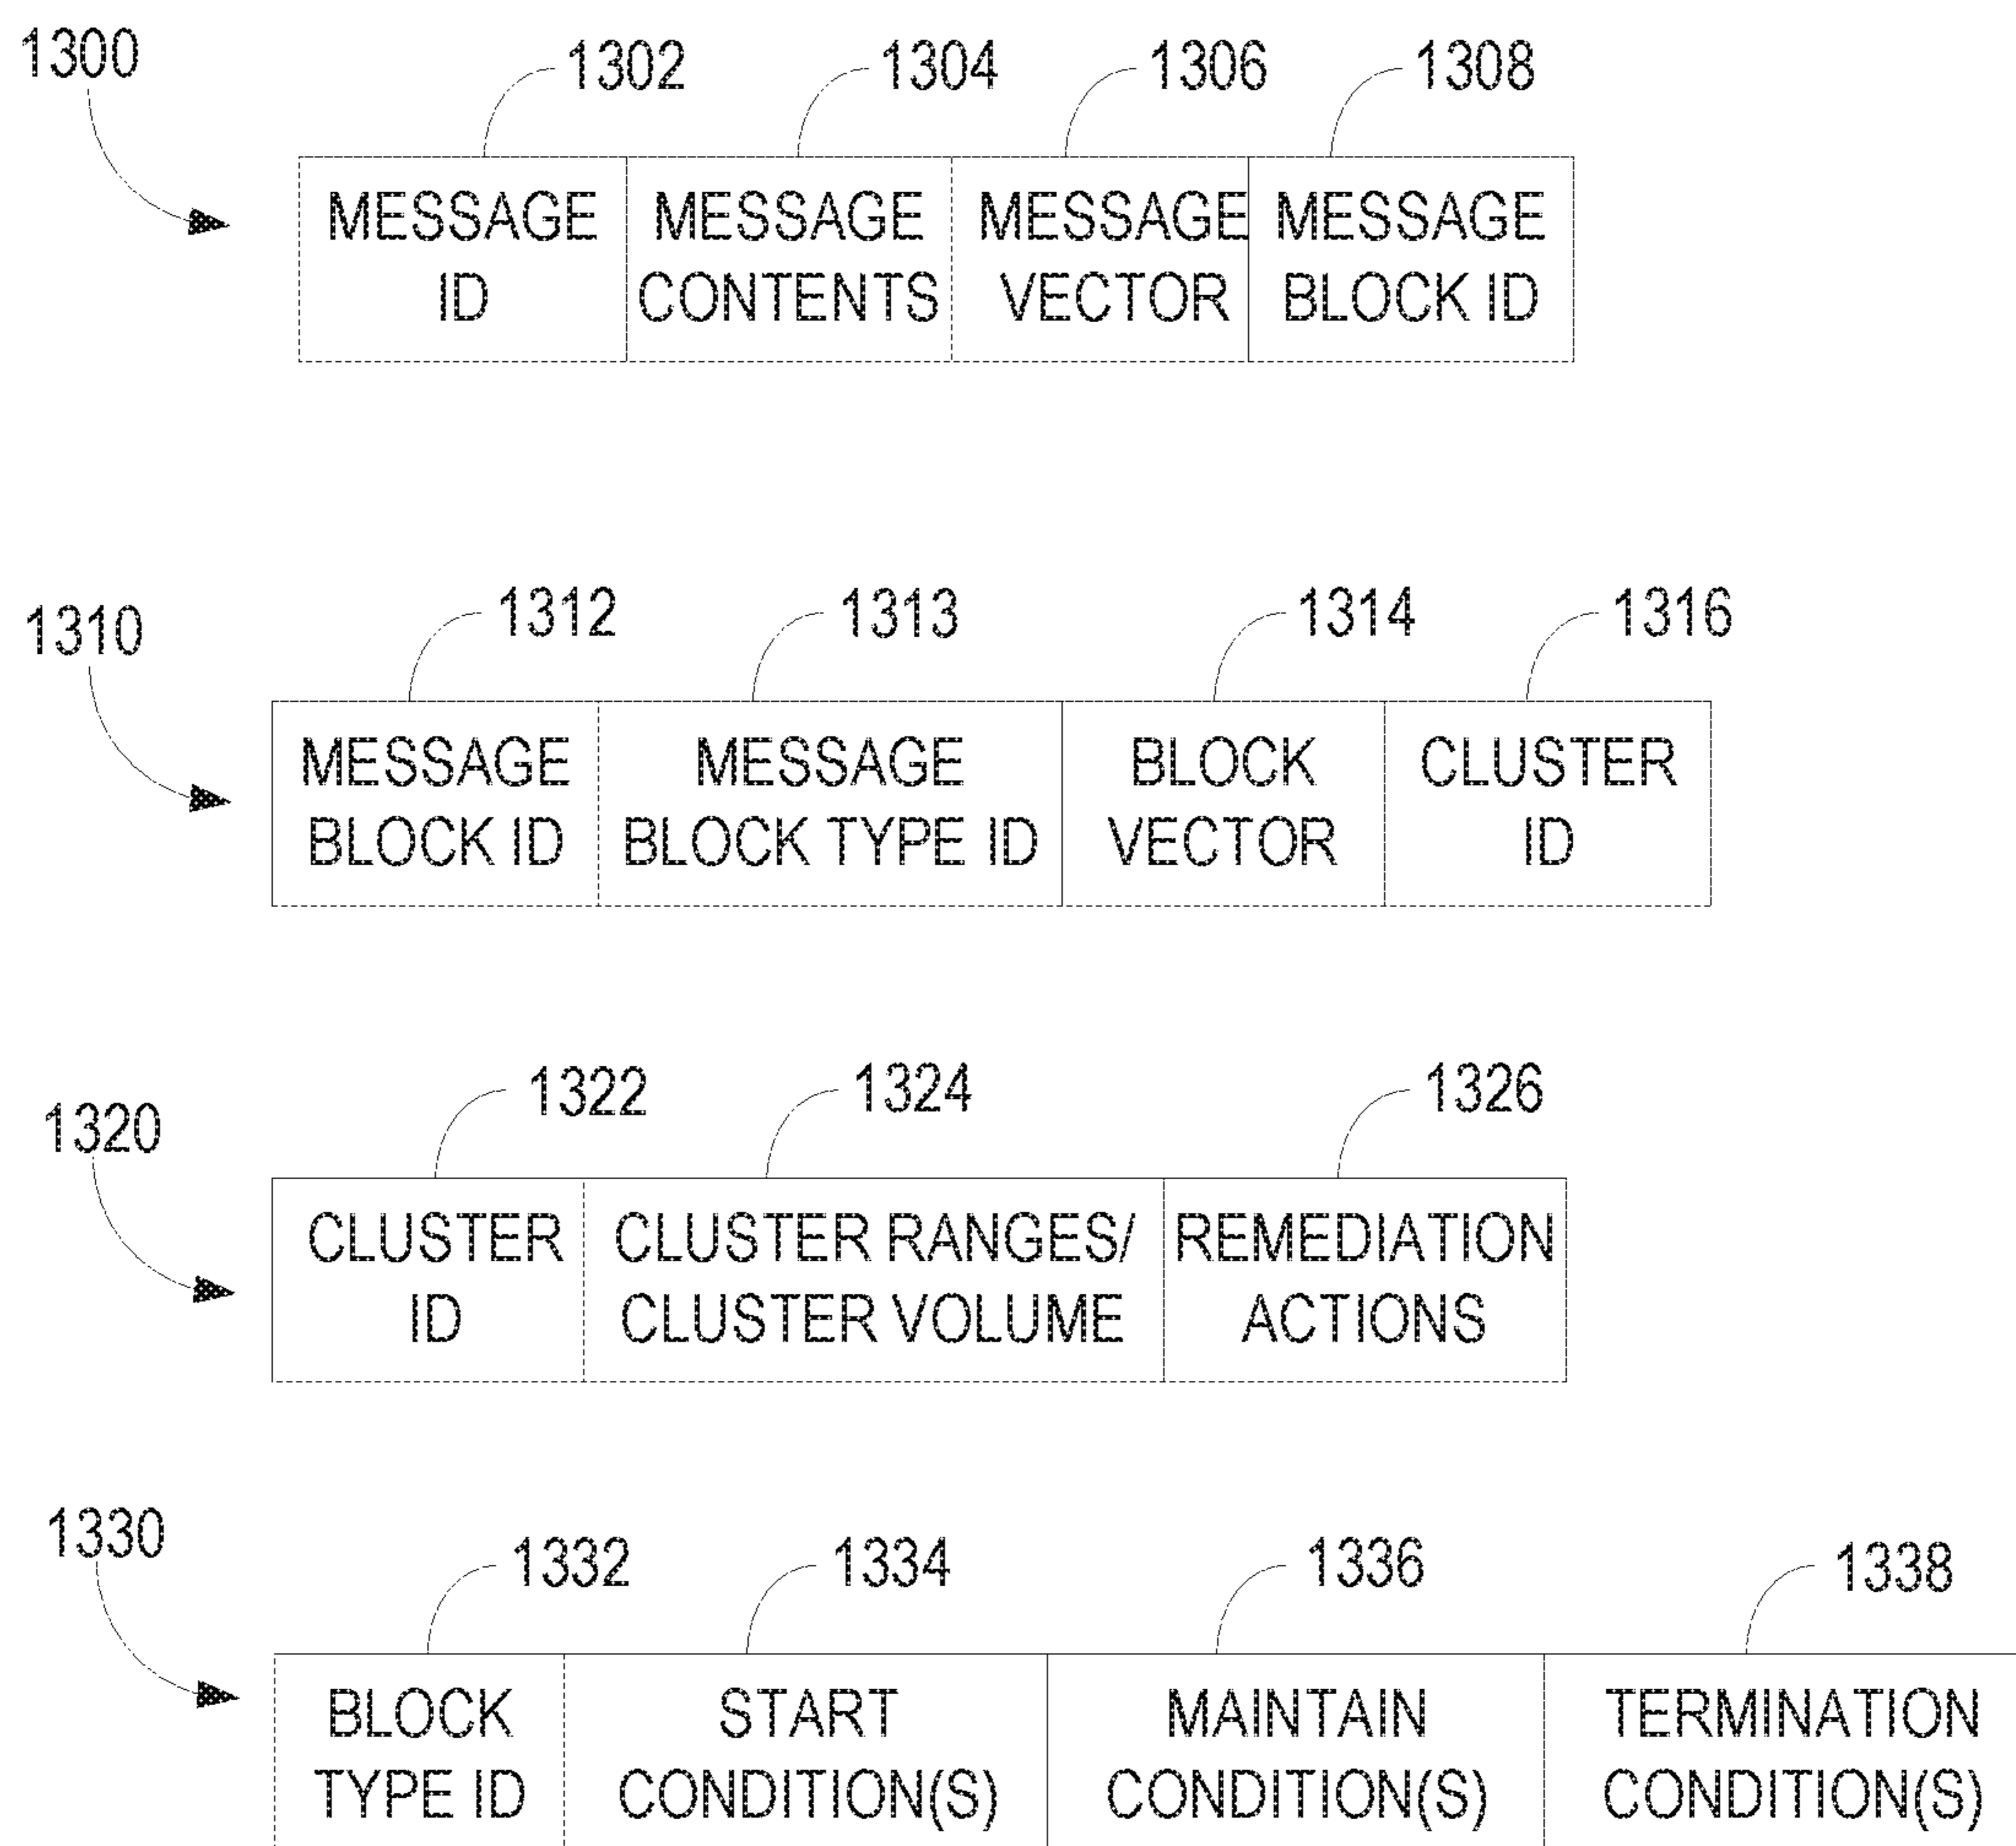 1300
1302 1304 1306 1308
MESSAGE MESSAGE MESSAGE MESSAGE
ID CONTENTS VECTOR BLOCK ID
1310
1312 1313 1314 1316
MESSAGE MESSAGE BLOCK CLUSTER
BLOCK ID BLOCK TYPE ID VECTOR ID
1320
1322 1324 1326
CLUSTER CLUSTER RANGES/ REMEDIATION
ID CLUSTER VOLUME ACTIONS
1330
1332 1334 1336 1338
BLOCK START MAINTAIN TERMINATION
TYPE ID CONDITION(S) CONDITION(S) CONDITION(S)